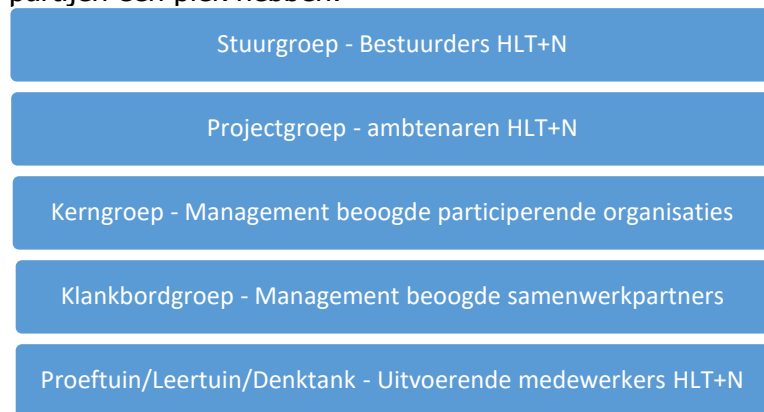 Stuurgroep - Bestuurders HLT+N
Projectgroep - ambtenaren HLT+N
Kerngroep - Management beoogde participerende organisaties
Klankbordgroep - Management beoogde samenwerkpartners
Proeftuin/Leertuin/Denktank - Uitvoerende medewerkers HLT+N